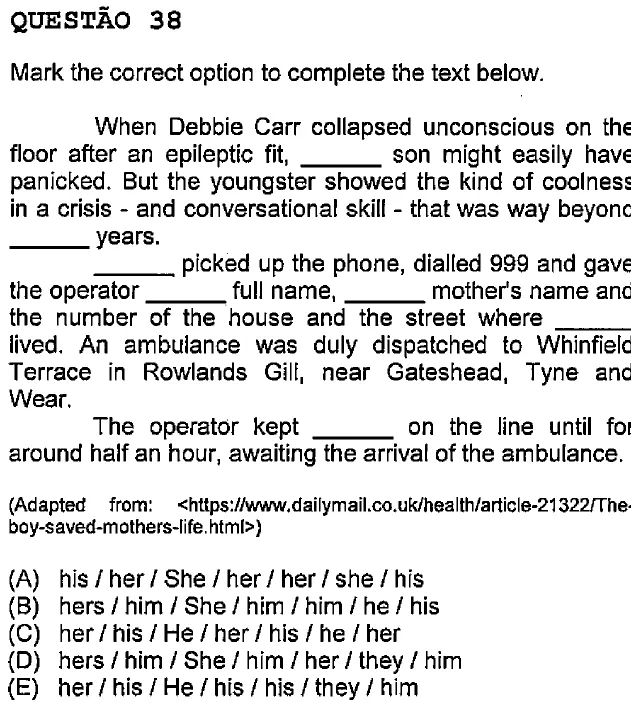 QUESTÃO 38
Mark the correct option to complete the text below.
When Debbie Carr collapsed unconscious on the
floor after an epileptic fit, ______ son might easily have
panicked. But the youngster showed the kind of coolness
in a crisis - and conversational skill - that was way beyond
______ years.
______ picked up the phone, dialled 999 and gave
the operator ______ full name, ______ mother's name and
the number of the house and the street where ______
lived. An ambulance was duly dispatched to Whinfield
Terrace in Rowlands Gill, near Gateshead, Tyne and
Wear.
The operator kept ______ on the line until for
around half an hour, awaiting the arrival of the ambulance.
(Adapted from: <https://www.dailymail.co.uk/health/article-21322/The-
boy-saved-mothers-life.html>)
(A) his / her / She / her / her / she / his
(B) hers / him / She / him / him / he / his
(C) her / his / He / her / his / he / her
(D) hers / him / She / him / her / they / him
(E) her / his / He / his / his / they / him